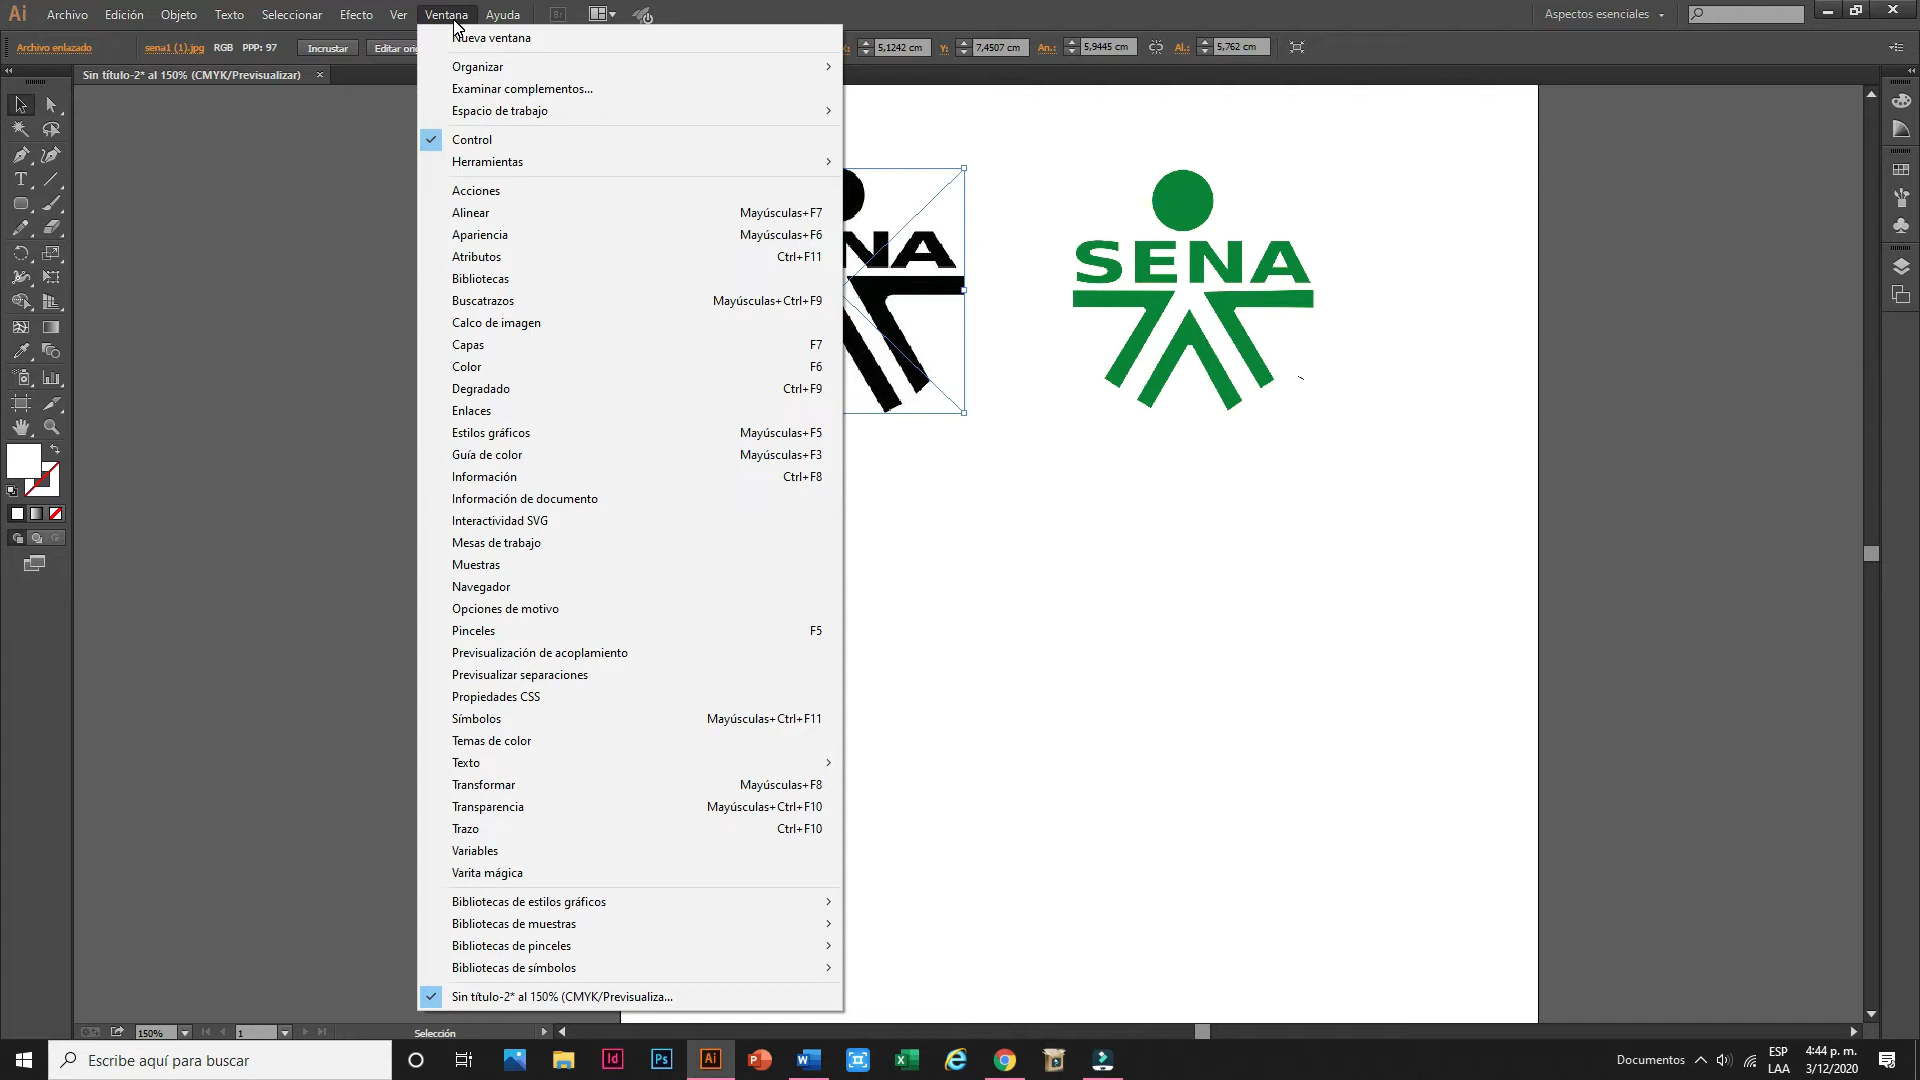 Ai Archivo Edición Objeto Texto Seleccionar Efecto Ver Ventana Ayuda Br Aspectos esenciales
Archivo enlazado sena1 (1).jpg RGB PPP: 97 Incrustar Editar ori 5,1242 cm Y: 7,4507 cm An.: 5,9445 cm Al.: 5,762 cm
Sin título-2* al 150% (CMYK/Previsualizar) ×
Nueva ventana
Organizar
Examinar complementos...
Espacio de trabajo
Control
Herramientas
Acciones
Alinear Mayúsculas+F7
Apariencia Mayúsculas+F6
Atributos Ctrl+F11
Bibliotecas
Buscatrazos Mayúsculas+Ctrl+F9
Calco de imagen
Capas F7
Color F6
Degradado Ctrl+F9
Enlaces
Estilos gráficos Mayúsculas+F5
Guía de color Mayúsculas+F3
Información Ctrl+F8
Información de documento
Interactividad SVG
Mesas de trabajo
Muestras
Navegador
Opciones de motivo
Pinceles F5
Previsualización de acoplamiento
Previsualizar separaciones
Propiedades CSS
Símbolos Mayúsculas+Ctrl+F11
Temas de color
Texto
Transformar Mayúsculas+F8
Transparencia Mayúsculas+Ctrl+F10
Trazo Ctrl+F10
Variables
Varita mágica
Bibliotecas de estilos gráficos
Bibliotecas de muestras
Bibliotecas de pinceles
Bibliotecas de símbolos
Sin título-2* al 150% (CMYK/Previsualiza...
NA
SENA
150% 1 Selección
Escribe aquí para buscar
Id Ps Ai
Documentos
ESP
LAA
4:44 p. m.
3/12/2020